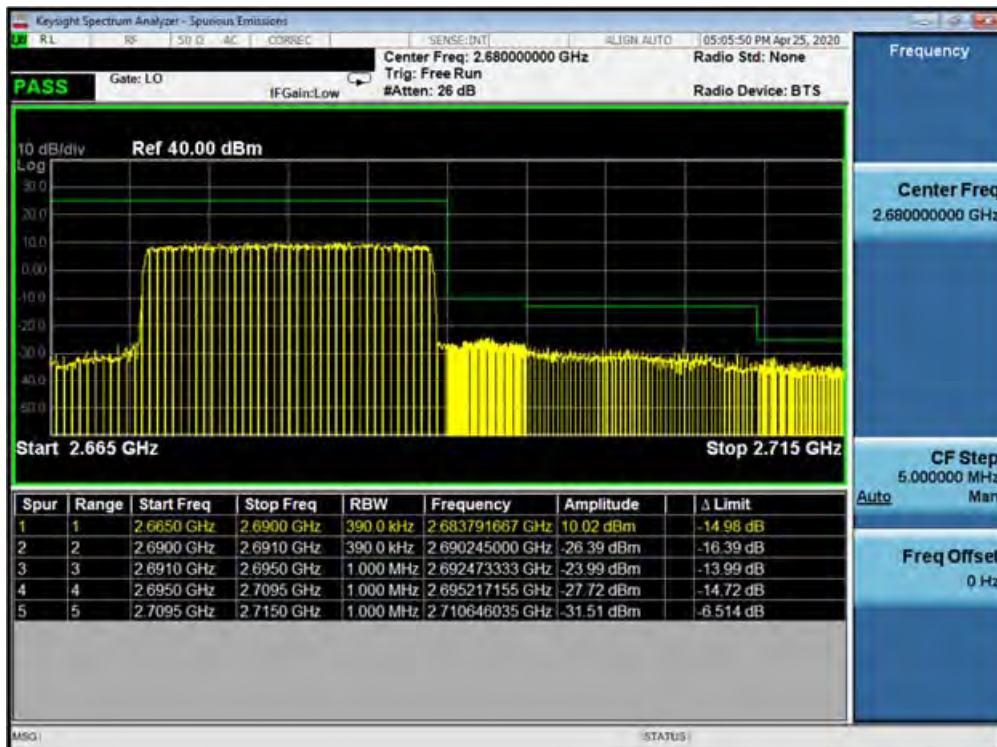 Keysight Spectrum Analyzer - Spurious Emissions
RL RF 50 Ω AC CORREC SENSE:INT ALIGN AUTO 05:05:50 PM Apr 25, 2020
Center Freq: 2.680000000 GHz Radio Std: None
Gate: LO Trig: Free Run
PASS IFGain:Low #Atten: 26 dB Radio Device: BTS
Frequency
10 dB/div Ref 40.00 dBm
Log
30.0
20.0
10.0
0.00
-10.0
-20.0
-30.0
-40.0
-50.0
Start 2.665 GHz Stop 2.715 GHz
Center Freq
2.680000000 GHz
CF Step
5.000000 MHz
Auto Man
Freq Offset
0 Hz
Spur Range Start Freq Stop Freq RBW Frequency Amplitude Δ Limit
1 1 2.6650 GHz 2.6900 GHz 390.0 kHz 2.683791667 GHz 10.02 dBm -14.98 dB
2 2 2.6900 GHz 2.6910 GHz 390.0 kHz 2.690245000 GHz -26.39 dBm -16.39 dB
3 3 2.6910 GHz 2.6950 GHz 1.000 MHz 2.692473333 GHz -23.99 dBm -13.99 dB
4 4 2.6950 GHz 2.7095 GHz 1.000 MHz 2.695217155 GHz -27.72 dBm -14.72 dB
5 5 2.7095 GHz 2.7150 GHz 1.000 MHz 2.710646035 GHz -31.51 dBm -6.514 dB
MSG STATUS